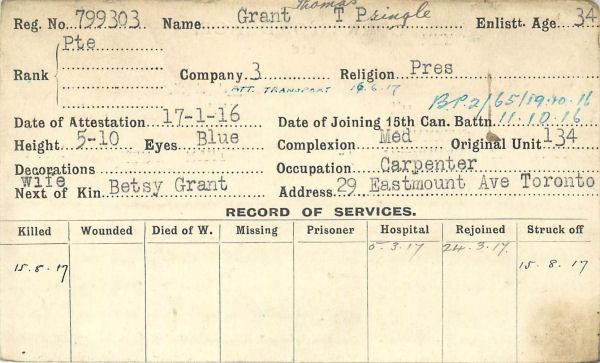 Thomas
Reg. No. 799303 Name Grant T Pringle Enlistt. Age 34
Pte
Rank Company 3 Religion Pres
ATT. TRANSPORT 16.6.17
B.P.2/65/19.10.16
Date of Attestation 17-1-16 Date of Joining 15th Can. Battn. 11.10.16
Height 5-10 Eyes Blue Complexion Med Original Unit 134
Decorations Occupation Carpenter
wife
Next of Kin Betsy Grant Address 29 Eastmount Ave Toronto
RECORD OF SERVICES.
Killed Wounded Died of W. Missing Prisoner Hospital Rejoined Struck off
5.3.17 24.3.17.
15.8.17 15.8.17